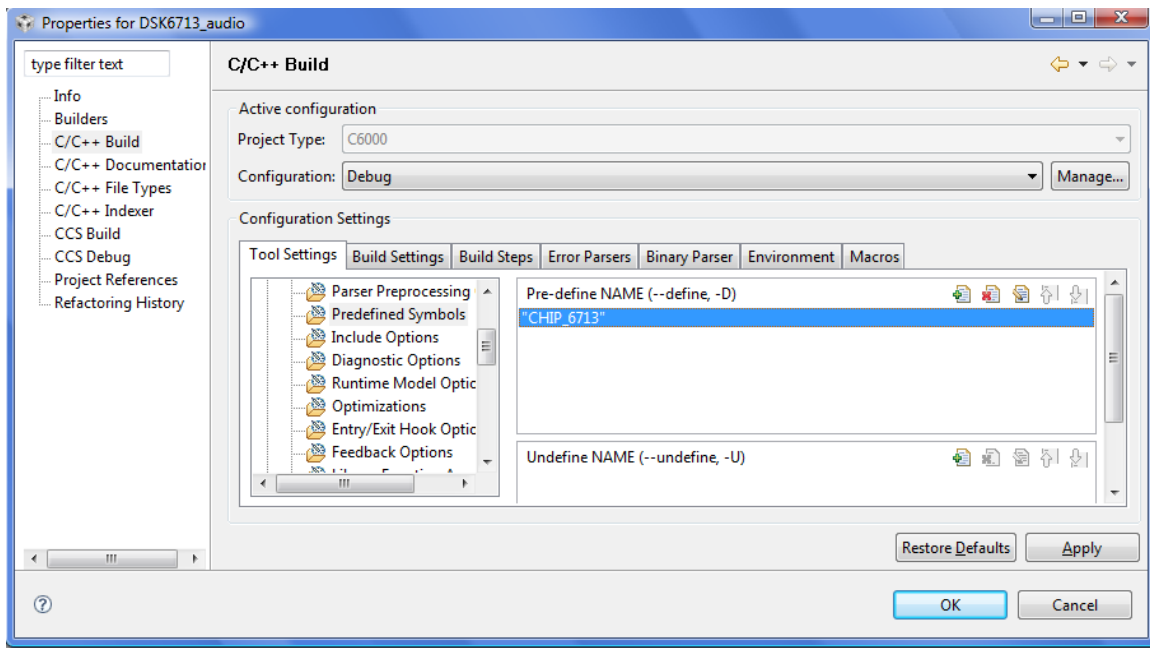 Properties for DSK6713_audio
type filter text
Info
Builders
C/C++ Build
C/C++ Documentation
C/C++ File Types
C/C++ Indexer
CCS Build
CCS Debug
Project References
Refactoring History
C/C++ Build
Active configuration
Project Type: C6000
Configuration: Debug Manage...
Configuration Settings
Tool Settings Build Settings Build Steps Error Parsers Binary Parser Environment Macros
Parser Preprocessing
Predefined Symbols
Include Options
Diagnostic Options
Runtime Model Optic
Optimizations
Entry/Exit Hook Optic
Feedback Options
Pre-define NAME (--define, -D)
"CHIP_6713"
Undefine NAME (--undefine, -U)
Restore Defaults Apply
OK Cancel